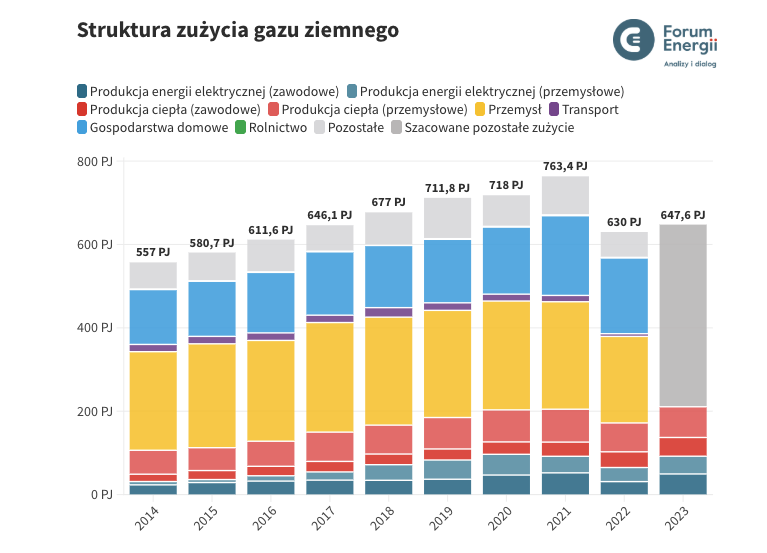 Struktura zużycia gazu ziemnego
Forum
Energii
Analizy i dialog
Produkcja energii elektrycznej (zawodowe) Produkcja energii elektrycznej (przemysłowe)
Produkcja ciepła (zawodowe) Produkcja ciepła (przemysłowe) Przemysł Transport
Gospodarstwa domowe Rolnictwo Pozostałe Szacowane pozostałe zużycie
800 PJ
600 PJ
400 PJ
200 PJ
0 PJ
557 PJ
580,7 PJ
611,6 PJ
646,1 PJ
677 PJ
711,8 PJ
718 PJ
763,4 PJ
630 PJ
647,6 PJ
2014
2015
2016
2017
2018
2019
2020
2021
2022
2023